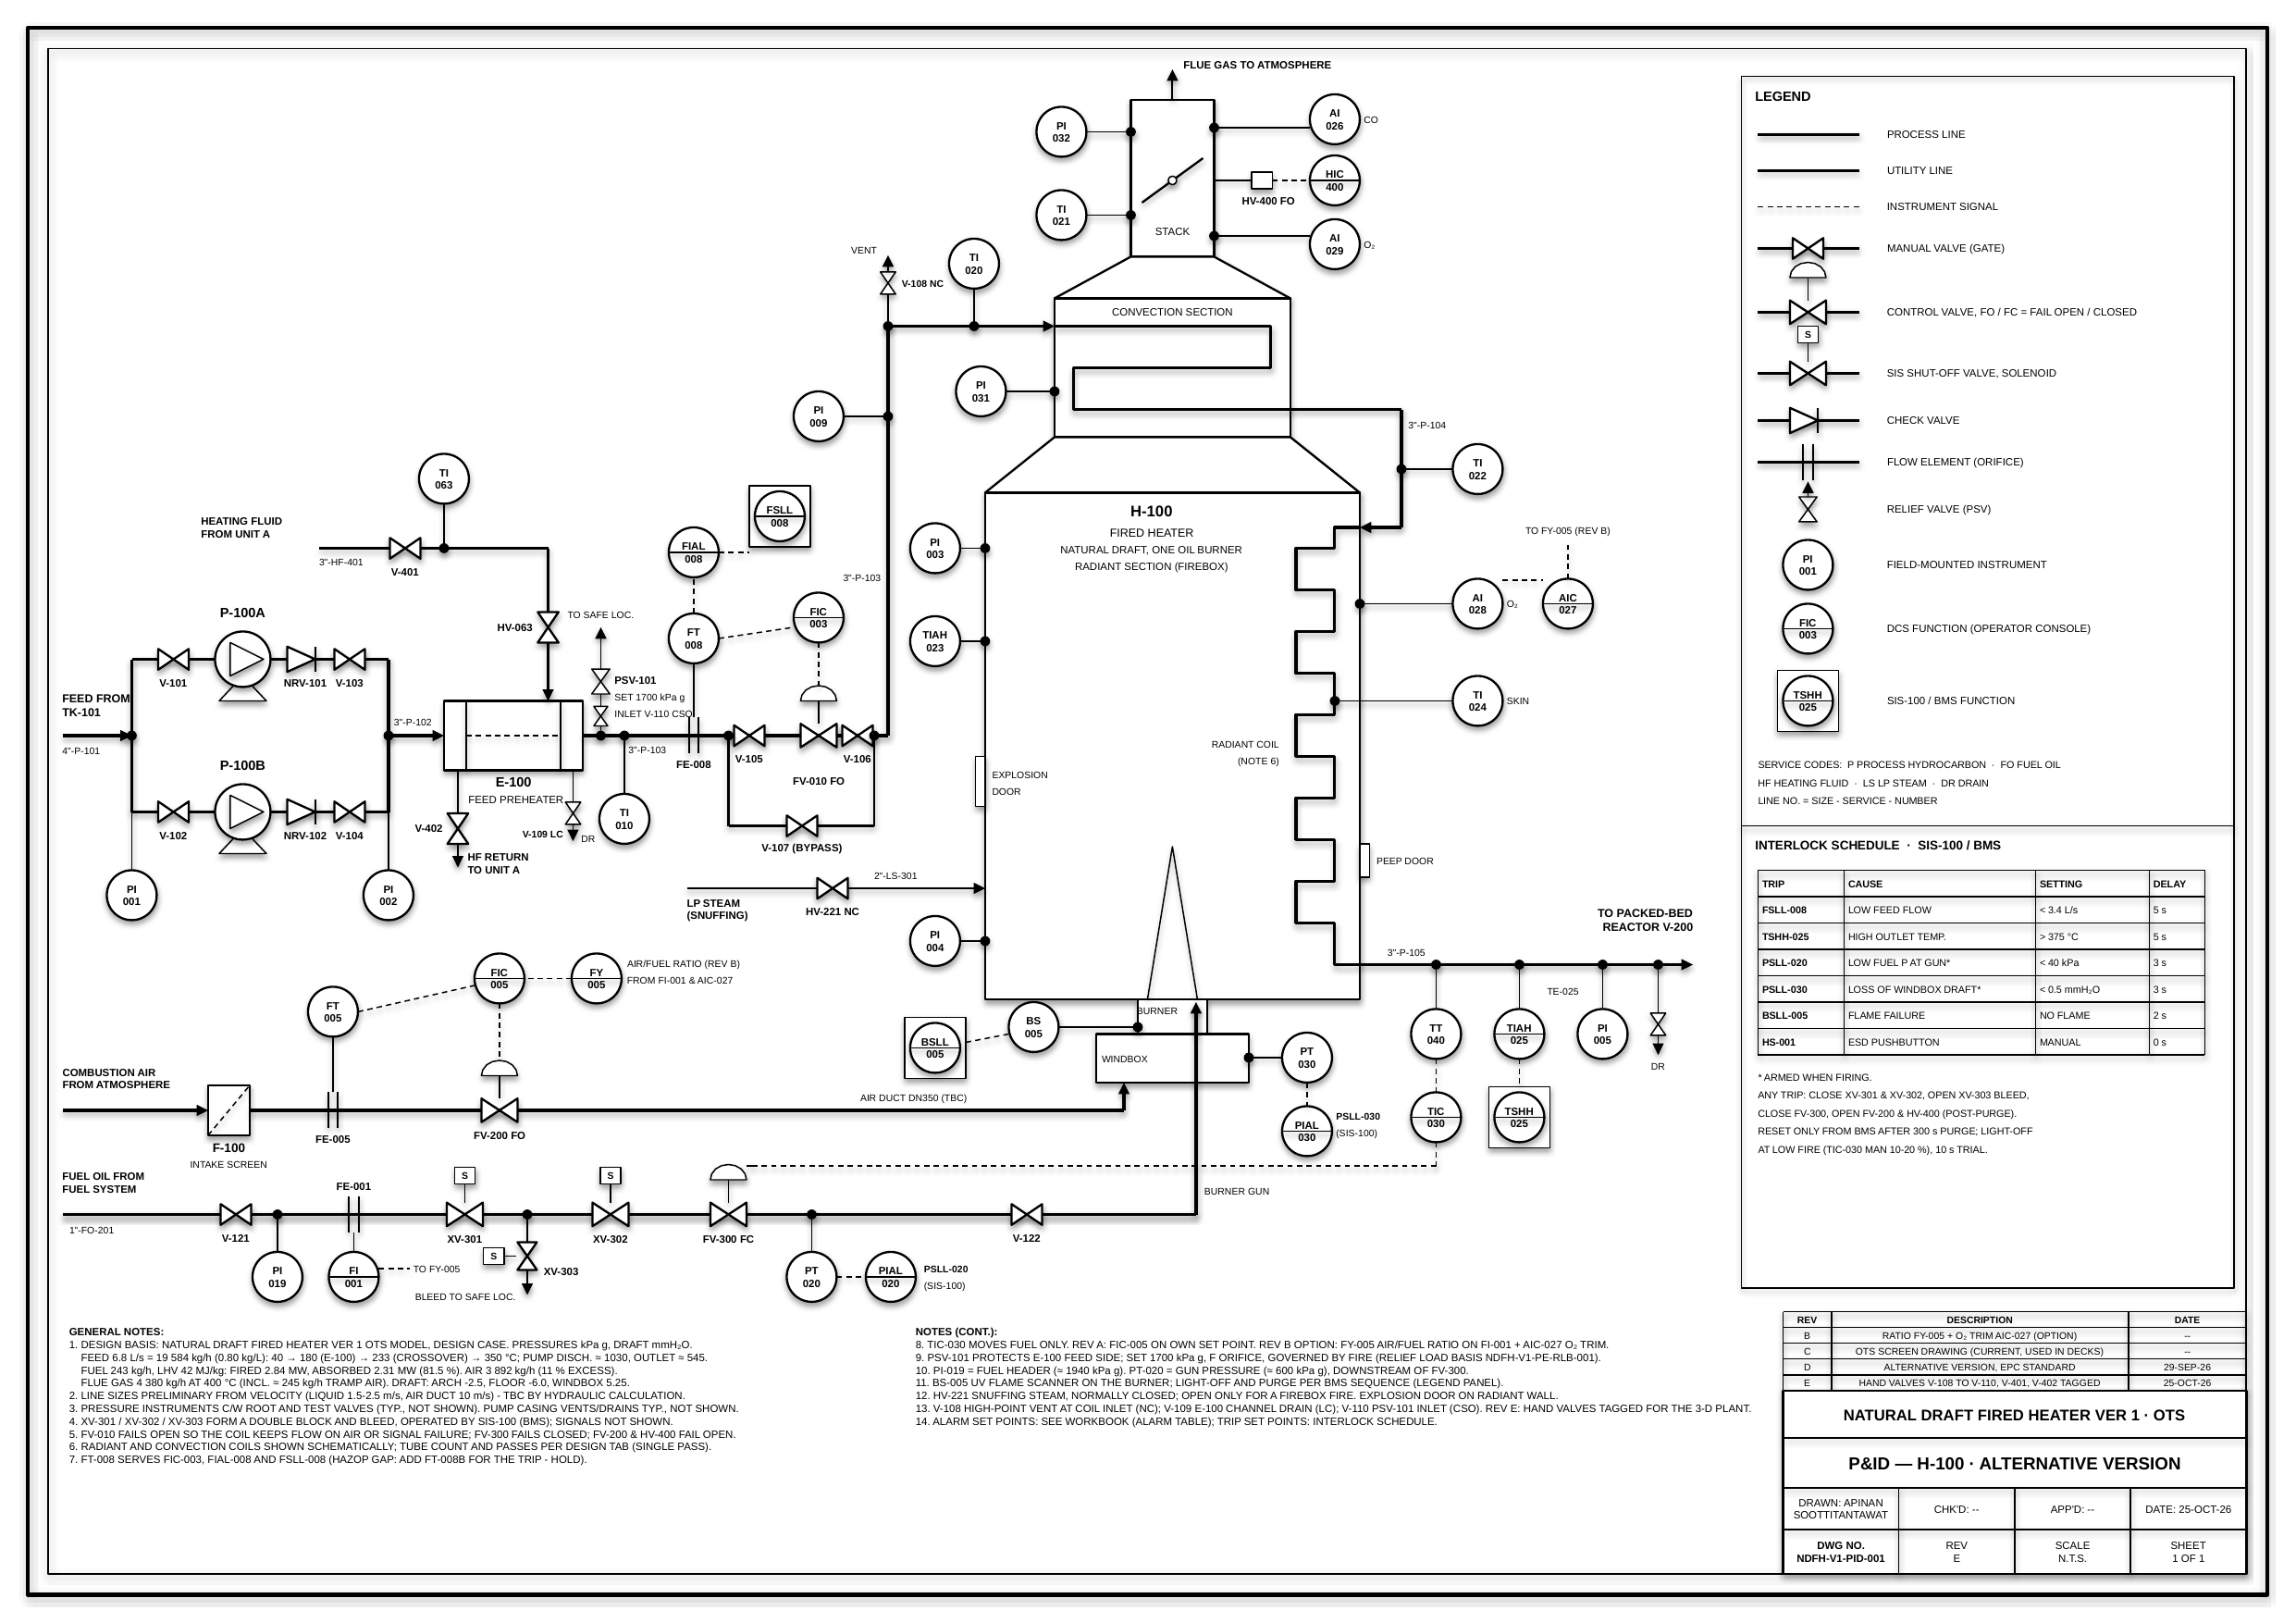 FLUE GAS TO ATMOSPHERE
PI
032
AI
026
CO
HIC
400
HV-400 FO
TI
021
STACK
AI
029
O₂
VENT
V-108 NC
TI
020
CONVECTION SECTION
PI
031
PI
009
3"-P-104
TI
022
TI
063
HEATING FLUID
FROM UNIT A
3"-HF-401
V-401
FSLL
008
FIAL
008
H-100
FIRED HEATER
NATURAL DRAFT, ONE OIL BURNER
RADIANT SECTION (FIREBOX)
PI
003
TO FY-005 (REV B)
3"-P-103
P-100A
HV-063
TO SAFE LOC.
FT
008
FIC
003
TIAH
023
AI
028
O₂
AIC
027
V-101
NRV-101
V-103
FEED FROM
TK-101
4"-P-101
3"-P-102
PSV-101
SET 1700 kPa g
INLET V-110 CSO
TI
024
SKIN
3"-P-103
FE-008
V-105
V-106
FV-010 FO
RADIANT COIL
(NOTE 6)
P-100B
E-100
FEED PREHEATER
EXPLOSION
DOOR
V-102
NRV-102
V-104
V-402
V-109 LC
DR
TI
010
V-107 (BYPASS)
HF RETURN
TO UNIT A
PEEP DOOR
PI
001
PI
002
2"-LS-301
LP STEAM
(SNUFFING)
HV-221 NC
TO PACKED-BED
REACTOR V-200
PI
004
3"-P-105
FIC
005
FY
005
AIR/FUEL RATIO (REV B)
FROM FI-001 & AIC-027
FT
005
BURNER
BS
005
BSLL
005
WINDBOX
PT
030
TE-025
TT
040
TIAH
025
PI
005
DR
COMBUSTION AIR
FROM ATMOSPHERE
AIR DUCT DN350 (TBC)
F-100
INTAKE SCREEN
FE-005
FV-200 FO
PIAL
030
PSLL-030
(SIS-100)
TIC
030
TSHH
025
FUEL OIL FROM
FUEL SYSTEM
1"-FO-201
V-121
FE-001
S
XV-301
S
XV-302
FV-300 FC
V-122
BURNER GUN
PI
019
FI
001
TO FY-005
S
XV-303
BLEED TO SAFE LOC.
PT
020
PIAL
020
PSLL-020
(SIS-100)
LEGEND
PROCESS LINE
UTILITY LINE
INSTRUMENT SIGNAL
MANUAL VALVE (GATE)
CONTROL VALVE, FO / FC = FAIL OPEN / CLOSED
S
SIS SHUT-OFF VALVE, SOLENOID
CHECK VALVE
FLOW ELEMENT (ORIFICE)
RELIEF VALVE (PSV)
PI
001
FIELD-MOUNTED INSTRUMENT
FIC
003
DCS FUNCTION (OPERATOR CONSOLE)
TSHH
025
SIS-100 / BMS FUNCTION
SERVICE CODES: P PROCESS HYDROCARBON · FO FUEL OIL
HF HEATING FLUID · LS LP STEAM · DR DRAIN
LINE NO. = SIZE - SERVICE - NUMBER
INTERLOCK SCHEDULE · SIS-100 / BMS
TRIP CAUSE SETTING DELAY
FSLL-008 LOW FEED FLOW < 3.4 L/s 5 s
TSHH-025 HIGH OUTLET TEMP. > 375 °C 5 s
PSLL-020 LOW FUEL P AT GUN* < 40 kPa 3 s
PSLL-030 LOSS OF WINDBOX DRAFT* < 0.5 mmH₂O 3 s
BSLL-005 FLAME FAILURE NO FLAME 2 s
HS-001 ESD PUSHBUTTON MANUAL 0 s
* ARMED WHEN FIRING.
ANY TRIP: CLOSE XV-301 & XV-302, OPEN XV-303 BLEED,
CLOSE FV-300, OPEN FV-200 & HV-400 (POST-PURGE).
RESET ONLY FROM BMS AFTER 300 s PURGE; LIGHT-OFF
AT LOW FIRE (TIC-030 MAN 10-20 %), 10 s TRIAL.
GENERAL NOTES:
1. DESIGN BASIS: NATURAL DRAFT FIRED HEATER VER 1 OTS MODEL, DESIGN CASE. PRESSURES kPa g, DRAFT mmH₂O.
FEED 6.8 L/s = 19 584 kg/h (0.80 kg/L): 40 → 180 (E-100) → 233 (CROSSOVER) → 350 °C; PUMP DISCH. ≈ 1030, OUTLET ≈ 545.
FUEL 243 kg/h, LHV 42 MJ/kg: FIRED 2.84 MW, ABSORBED 2.31 MW (81.5 %). AIR 3 892 kg/h (11 % EXCESS).
FLUE GAS 4 380 kg/h AT 400 °C (INCL. ≈ 245 kg/h TRAMP AIR). DRAFT: ARCH -2.5, FLOOR -6.0, WINDBOX 5.25.
2. LINE SIZES PRELIMINARY FROM VELOCITY (LIQUID 1.5-2.5 m/s, AIR DUCT 10 m/s) - TBC BY HYDRAULIC CALCULATION.
3. PRESSURE INSTRUMENTS C/W ROOT AND TEST VALVES (TYP., NOT SHOWN). PUMP CASING VENTS/DRAINS TYP., NOT SHOWN.
4. XV-301 / XV-302 / XV-303 FORM A DOUBLE BLOCK AND BLEED, OPERATED BY SIS-100 (BMS); SIGNALS NOT SHOWN.
5. FV-010 FAILS OPEN SO THE COIL KEEPS FLOW ON AIR OR SIGNAL FAILURE; FV-300 FAILS CLOSED; FV-200 & HV-400 FAIL OPEN.
6. RADIANT AND CONVECTION COILS SHOWN SCHEMATICALLY; TUBE COUNT AND PASSES PER DESIGN TAB (SINGLE PASS).
7. FT-008 SERVES FIC-003, FIAL-008 AND FSLL-008 (HAZOP GAP: ADD FT-008B FOR THE TRIP - HOLD).
NOTES (CONT.):
8. TIC-030 MOVES FUEL ONLY. REV A: FIC-005 ON OWN SET POINT. REV B OPTION: FY-005 AIR/FUEL RATIO ON FI-001 + AIC-027 O₂ TRIM.
9. PSV-101 PROTECTS E-100 FEED SIDE; SET 1700 kPa g, F ORIFICE, GOVERNED BY FIRE (RELIEF LOAD BASIS NDFH-V1-PE-RLB-001).
10. PI-019 = FUEL HEADER (≈ 1940 kPa g). PT-020 = GUN PRESSURE (≈ 600 kPa g), DOWNSTREAM OF FV-300.
11. BS-005 UV FLAME SCANNER ON THE BURNER; LIGHT-OFF AND PURGE PER BMS SEQUENCE (LEGEND PANEL).
12. HV-221 SNUFFING STEAM, NORMALLY CLOSED; OPEN ONLY FOR A FIREBOX FIRE. EXPLOSION DOOR ON RADIANT WALL.
13. V-108 HIGH-POINT VENT AT COIL INLET (NC); V-109 E-100 CHANNEL DRAIN (LC); V-110 PSV-101 INLET (CSO). REV E: HAND VALVES TAGGED FOR THE 3-D PLANT.
14. ALARM SET POINTS: SEE WORKBOOK (ALARM TABLE); TRIP SET POINTS: INTERLOCK SCHEDULE.
REV DESCRIPTION DATE
B RATIO FY-005 + O₂ TRIM AIC-027 (OPTION) --
C OTS SCREEN DRAWING (CURRENT, USED IN DECKS) --
D ALTERNATIVE VERSION, EPC STANDARD 29-SEP-26
E HAND VALVES V-108 TO V-110, V-401, V-402 TAGGED 25-OCT-26
NATURAL DRAFT FIRED HEATER VER 1 · OTS
P&ID — H-100 · ALTERNATIVE VERSION
DRAWN: APINAN
SOOTTITANTAWAT
CHK'D: --
APP'D: --
DATE: 25-OCT-26
DWG NO.
NDFH-V1-PID-001
REV
E
SCALE
N.T.S.
SHEET
1 OF 1